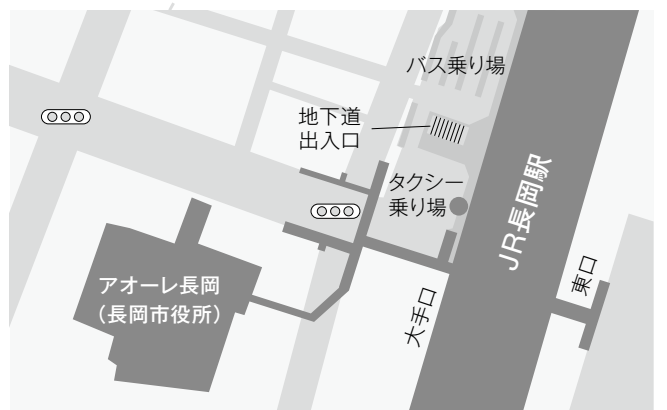 バス乗り場
地下道
出入口
タクシー
乗り場
JR長岡駅
アオーレ長岡
(長岡市役所)
大手口
東口